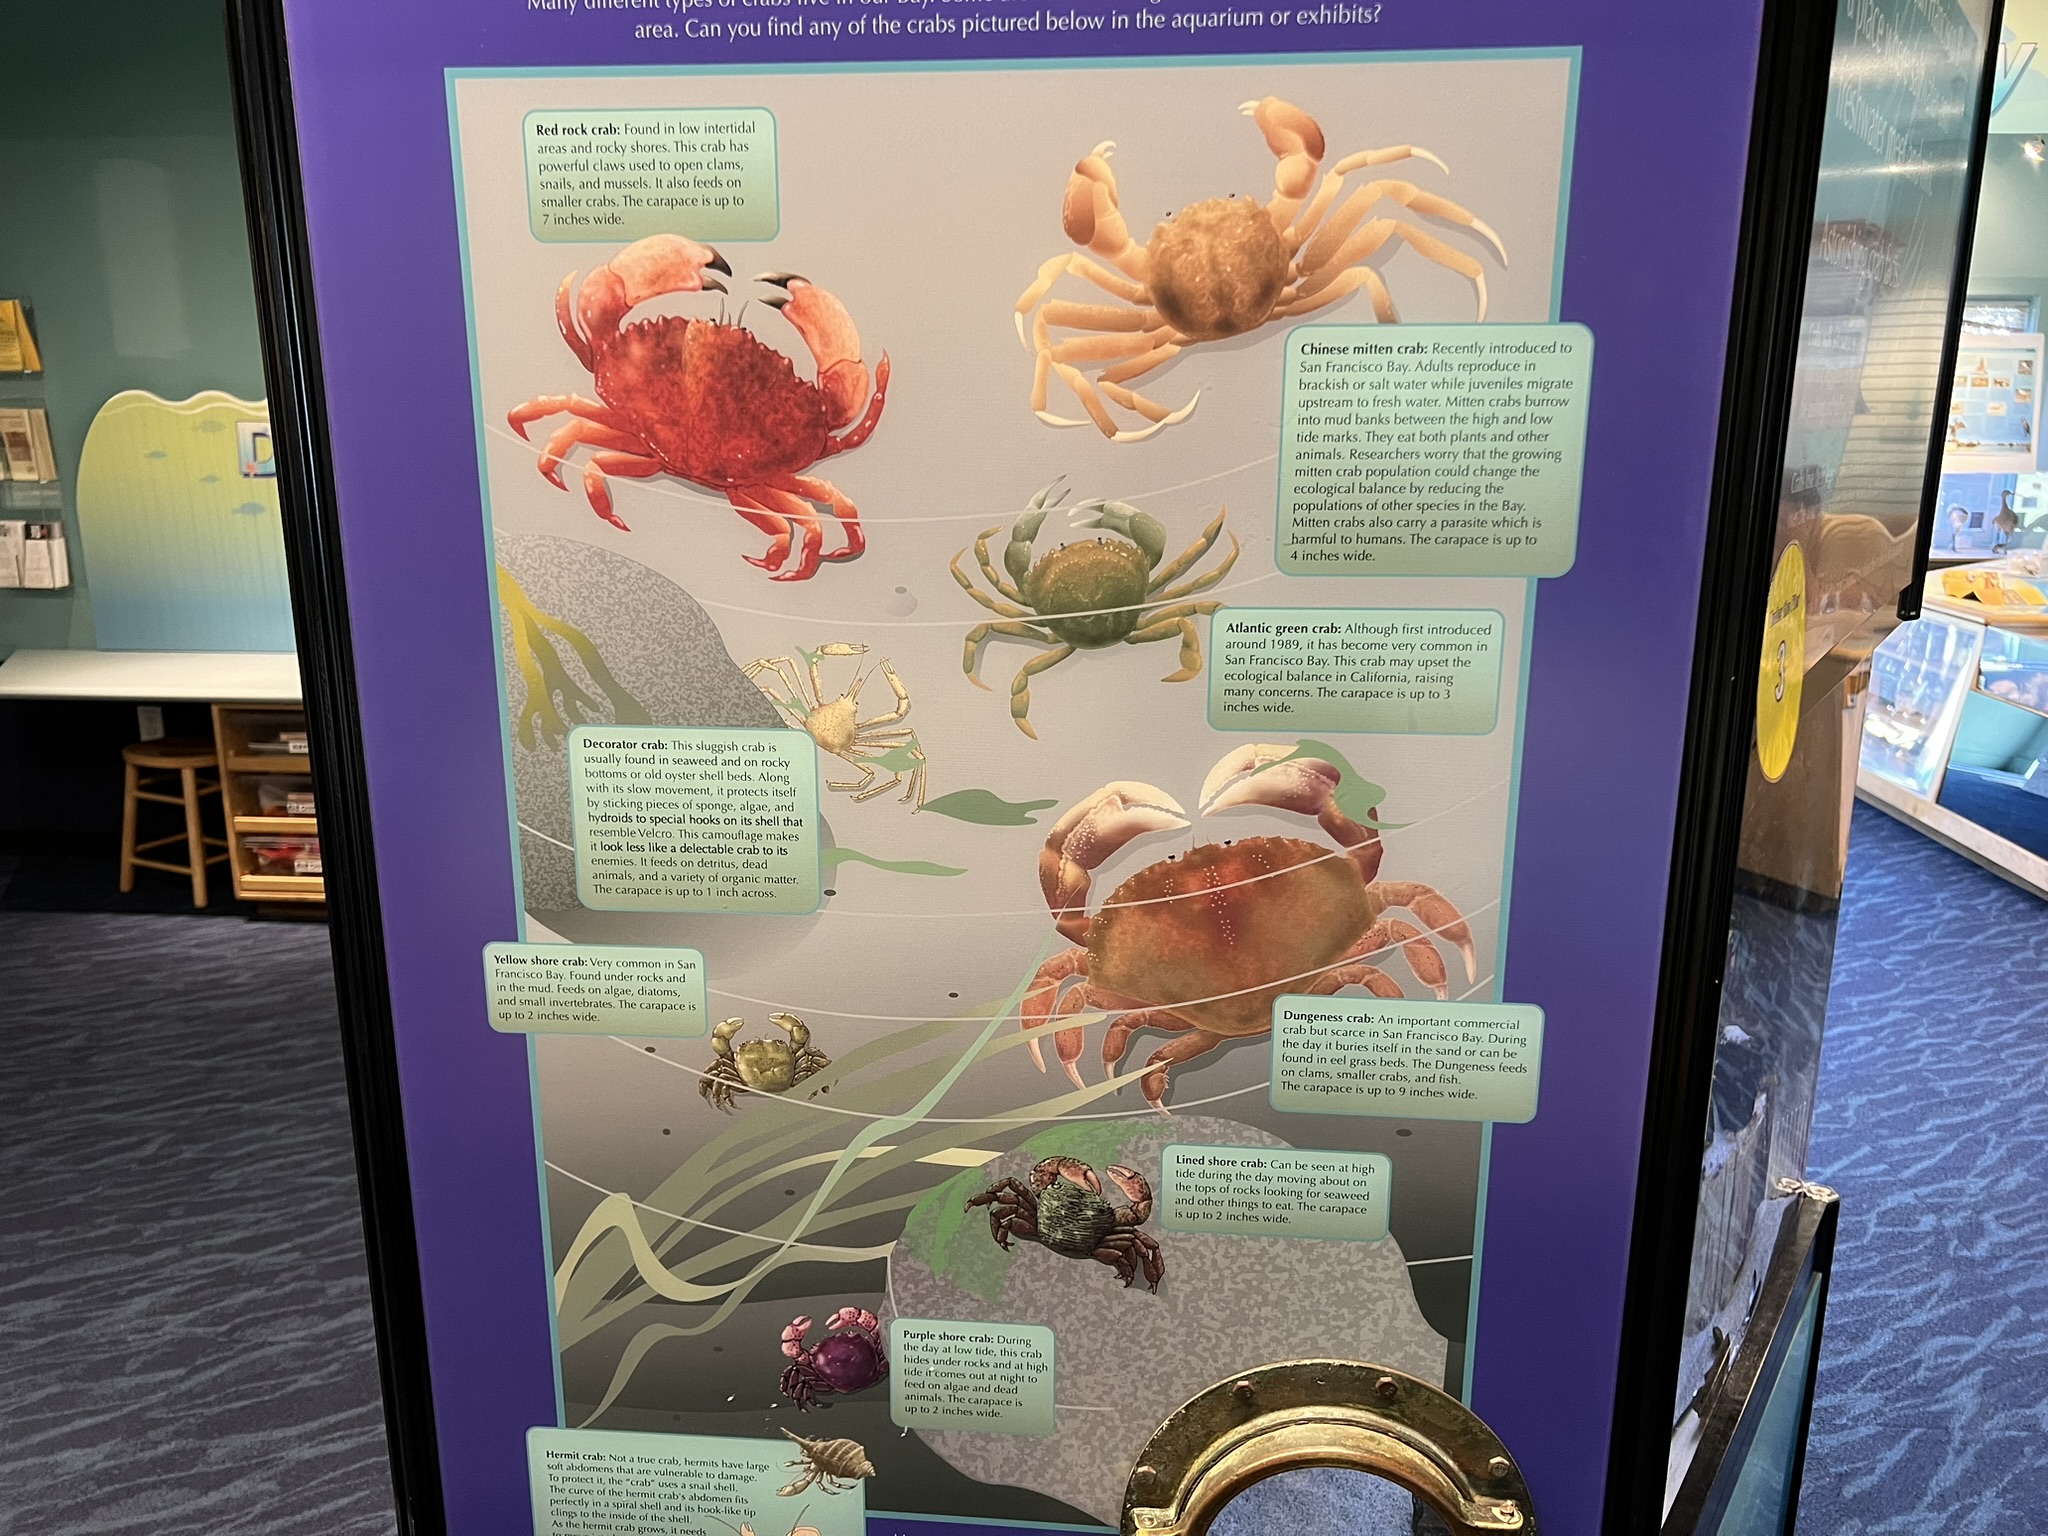 Many different types of crabs live in our Bay.
area. Can you find any of the crabs pictured below in the aquarium or exhibits?
Red rock crab: Found in low intertidal
areas and rocky shores. This crab has
powerful claws used to open clams,
snails, and mussels. It also feeds on
smaller crabs. The carapace is up to
7 inches wide.
Chinese mitten crab: Recently introduced to
San Francisco Bay. Adults reproduce in
brackish or salt water while juveniles migrate
upstream to fresh water. Mitten crabs burrow
into mud banks between the high and low
tide marks. They eat both plants and other
animals. Researchers worry that the growing
mitten crab population could change the
ecological balance by reducing the
populations of other species in the Bay.
Mitten crabs also carry a parasite which is
harmful to humans. The carapace is up to
4 inches wide.
Atlantic green crab: Although first introduced
around 1989, it has become very common in
San Francisco Bay. This crab may upset the
ecological balance in California, raising
many concerns. The carapace is up to 3
inches wide.
Decorator crab: This sluggish crab is
usually found in seaweed and on rocky
bottoms or old oyster shell beds. Along
with its slow movement, it protects itself
by sticking pieces of sponge, algae, and
hydroids to special hooks on its shell that
resemble Velcro. This camouflage makes
it look less like a delectable crab to its
enemies. It feeds on detritus, dead
animals, and a variety of organic matter.
The carapace is up to 1 inch across.
Yellow shore crab: Very common in San
Francisco Bay. Found under rocks and
in the mud. Feeds on algae, diatoms,
and small invertebrates. The carapace is
up to 2 inches wide.
Dungeness crab: An important commercial
crab but scarce in San Francisco Bay. During
the day it buries itself in the sand or can be
found in eel grass beds. The Dungeness feeds
on clams, smaller crabs, and fish.
The carapace is up to 9 inches wide.
Lined shore crab: Can be seen at high
tide during the day moving about on
the tops of rocks looking for seaweed
and other things to eat. The carapace
is up to 2 inches wide.
Purple shore crab: During
the day at low tide, this crab
hides under rocks and at high
tide it comes out at night to
feed on algae and dead
animals. The carapace is
up to 2 inches wide.
Hermit crab: Not a true crab, hermits have large
soft abdomens that are vulnerable to damage.
To protect it, the "crab" uses a snail shell.
The curve of the hermit crab's abdomen fits
perfectly in a spiral shell and its hook-like tip
clings to the inside of the shell.
As the hermit crab grows, it needs
D
3